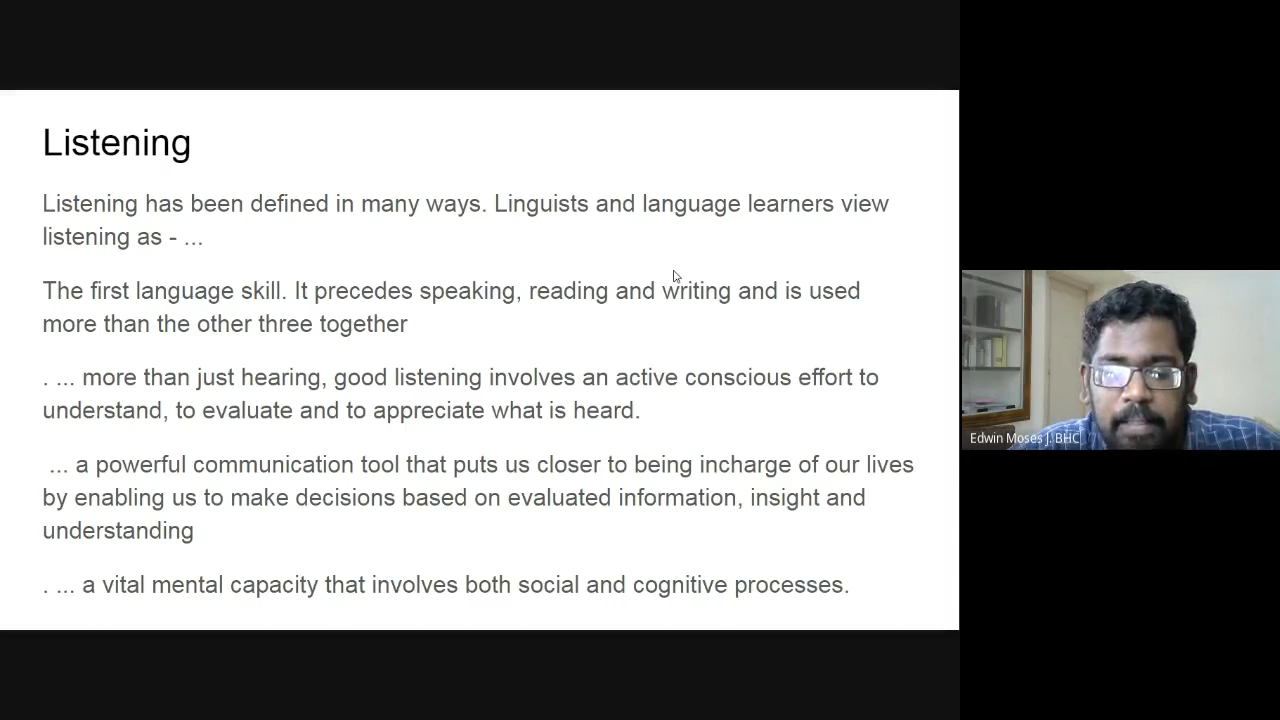 Listening
Listening has been defined in many ways. Linguists and language learners view
listening as - ...
The first language skill. It precedes speaking, reading and writing and is used
more than the other three together
. ... more than just hearing, good listening involves an active conscious effort to
understand, to evaluate and to appreciate what is heard.
... a powerful communication tool that puts us closer to being incharge of our lives
by enabling us to make decisions based on evaluated information, insight and
understanding
. ... a vital mental capacity that involves both social and cognitive processes.
Edwin Moses J. BHC